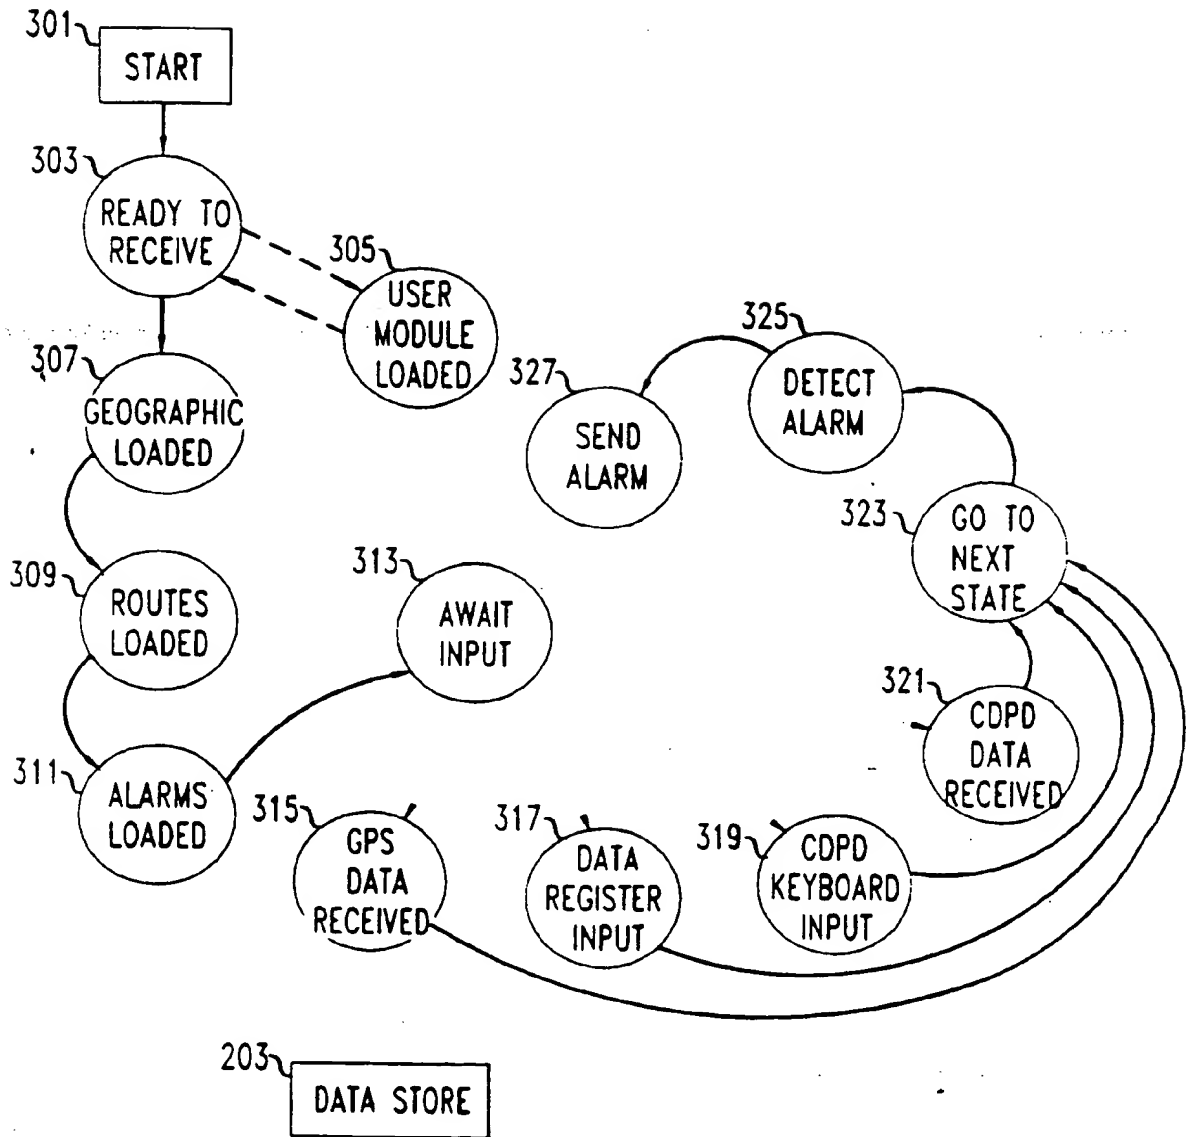 301
START
303
READY TO
RECEIVE
305
USER
MODULE
LOADED
307
GEOGRAPHIC
LOADED
309
ROUTES
LOADED
311
ALARMS
LOADED
313
AWAIT
INPUT
315
GPS
DATA
RECEIVED
317
DATA
REGISTER
INPUT
319
CDPD
KEYBOARD
INPUT
321
CDPD
DATA
RECEIVED
323
GO TO
NEXT
STATE
325
DETECT
ALARM
327
SEND
ALARM
203
DATA STORE